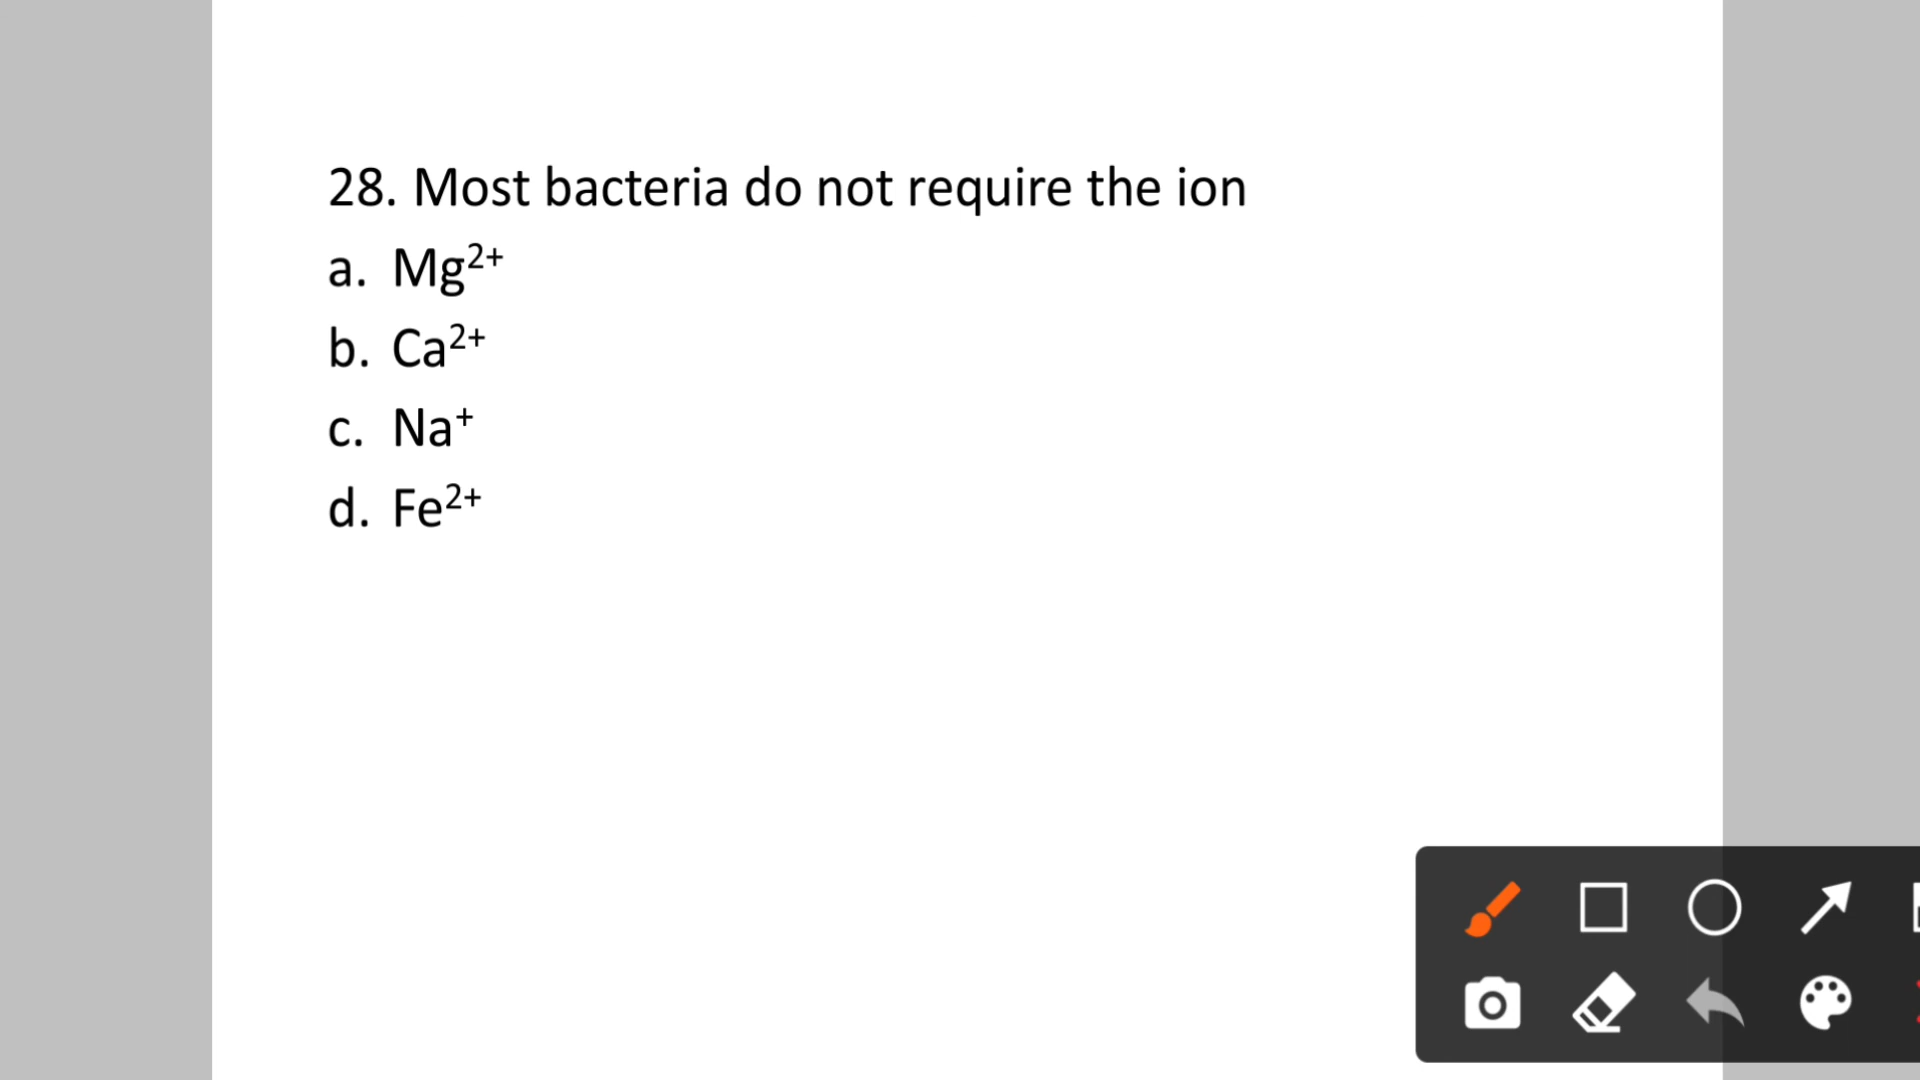 28. Most bacteria do not require the ion
a. Mg²⁺
b. Ca²⁺
c. Na⁺
d. Fe²⁺